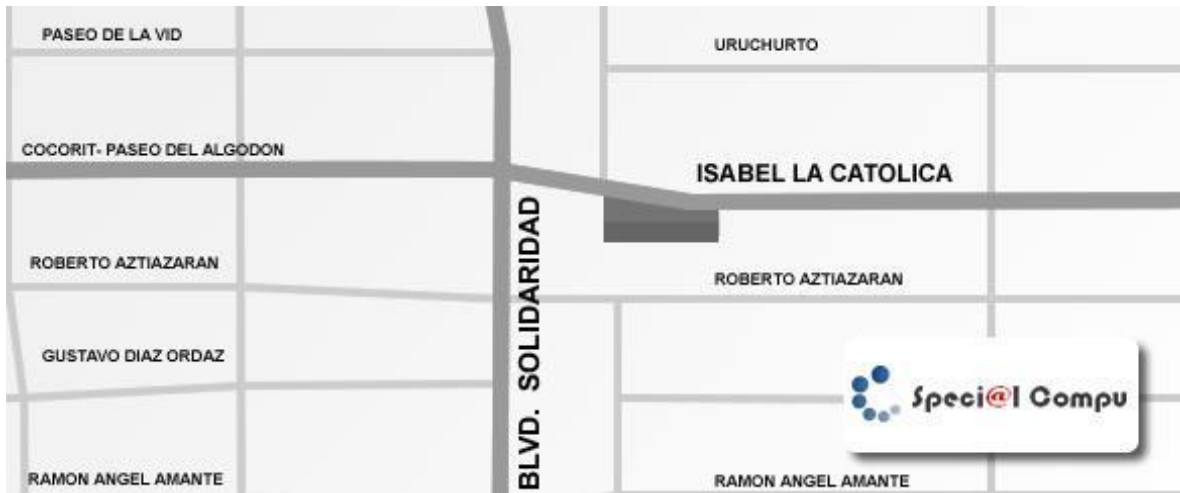 PASEO DE LA VID
URUCHURTO
COCORIT- PASEO DEL ALGODON
ISABEL LA CATOLICA
BLVD. SOLIDARIDAD
ROBERTO AZTIAZARAN
ROBERTO AZTIAZARAN
GUSTAVO DIAZ ORDAZ
Speci@l Compu
RAMON ANGEL AMANTE
RAMON ANGEL AMANTE